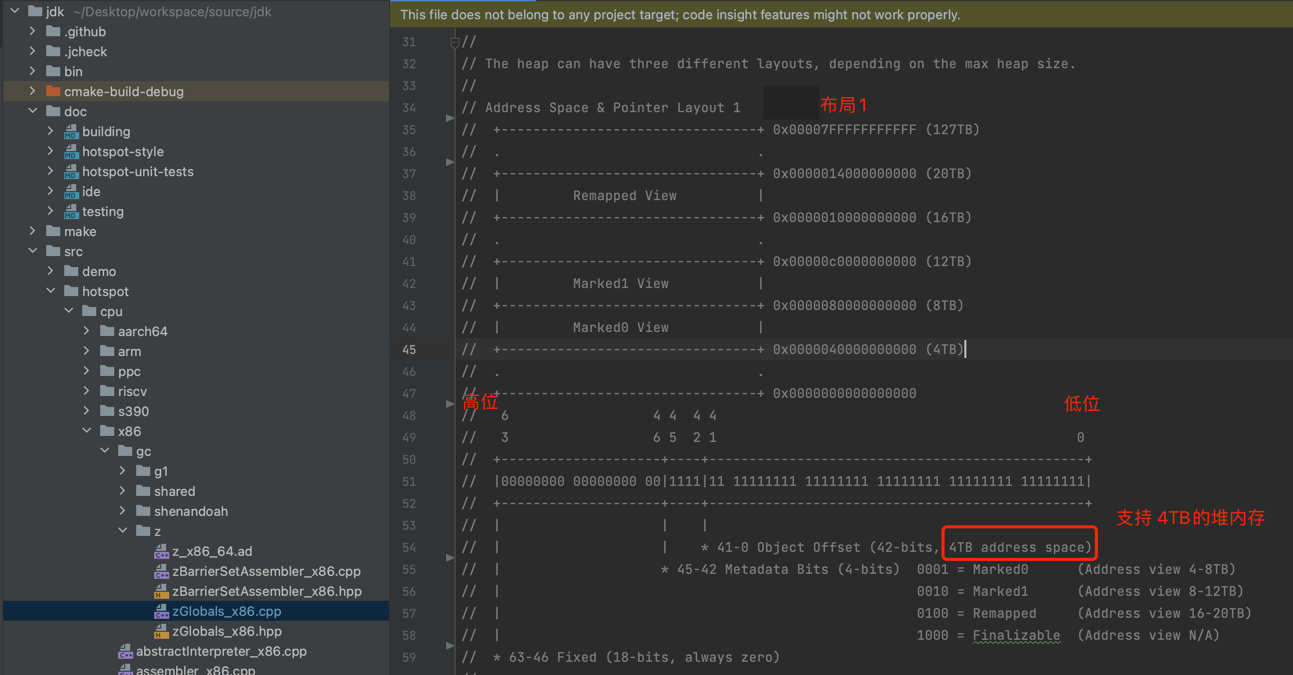 jdk ~/Desktop/workspace/source/jdk
.github
.jcheck
bin
cmake-build-debug
doc
building
hotspot-style
hotspot-unit-tests
ide
testing
make
src
demo
hotspot
cpu
aarch64
arm
ppc
riscv
s390
x86
gc
g1
shared
shenandoah
z
z_x86_64.ad
zBarrierSetAssembler_x86.cpp
zBarrierSetAssembler_x86.hpp
zGlobals_x86.cpp
zGlobals_x86.hpp
abstractInterpreter_x86.cpp
assembler_x86.cpp
This file does not belong to any project target; code insight features might not work properly.
31 //
32 // The heap can have three different layouts, depending on the max heap size.
33 //
34 // Address Space & Pointer Layout 1 布局1
35 // +--------------------------------+ 0x00007FFFFFFFFFFF (127TB)
36 // . .
37 // +--------------------------------+ 0x0000014000000000 (20TB)
38 // | Remapped View |
39 // +--------------------------------+ 0x0000010000000000 (16TB)
40 // . .
41 // +--------------------------------+ 0x00000c0000000000 (12TB)
42 // | Marked1 View |
43 // +--------------------------------+ 0x0000080000000000 (8TB)
44 // | Marked0 View |
45 // +--------------------------------+ 0x0000040000000000 (4TB)
46 // . .
47 // +--------------------------------+ 0x0000000000000000
高位 低位
48 // 6 4 4 4 4
49 // 3 6 5 2 1 0
50 // +--------------------+----+-----------------------------------------------+
51 // |00000000 00000000 00|1111|11 11111111 11111111 11111111 11111111 11111111|
52 // +--------------------+----+-----------------------------------------------+
53 // | | |
支持 4TB的堆内存
54 // | | * 41-0 Object Offset (42-bits, 4TB address space)
55 // | * 45-42 Metadata Bits (4-bits) 0001 = Marked0 (Address view 4-8TB)
56 // | 0010 = Marked1 (Address view 8-12TB)
57 // | 0100 = Remapped (Address view 16-20TB)
58 // | 1000 = Finalizable (Address view N/A)
59 // * 63-46 Fixed (18-bits, always zero)
//